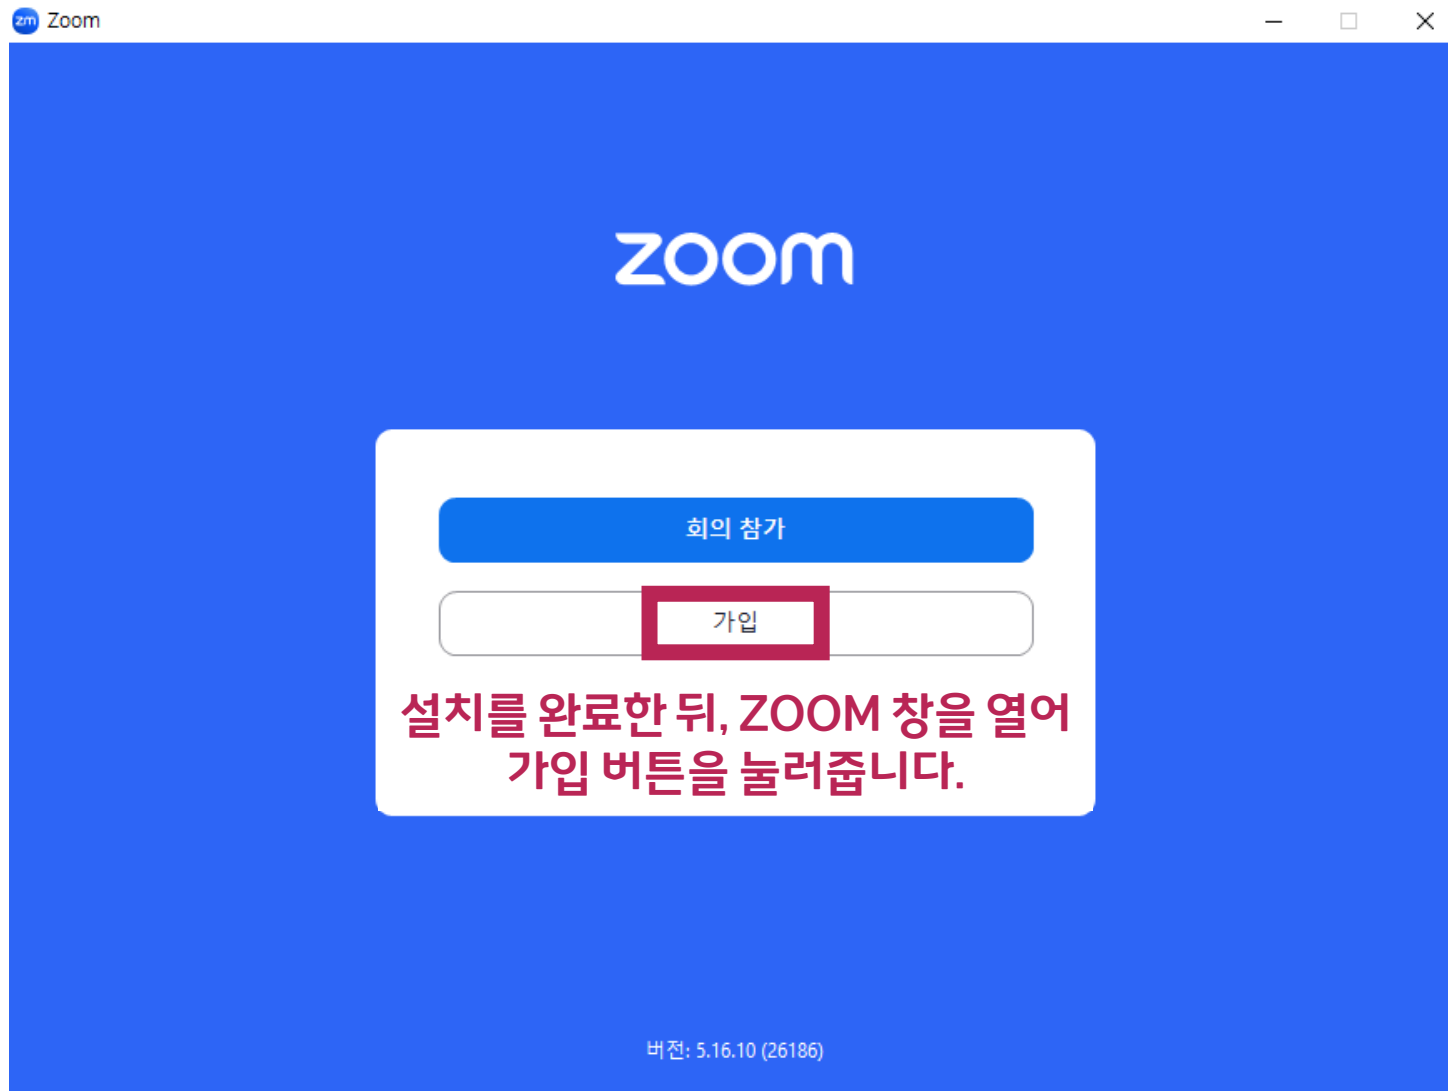 zm Zoom
zoom
회의 참가
가입
설치를 완료한 뒤, ZOOM 창을 열어
가입 버튼을 눌러줍니다.
버전: 5.16.10 (26186)